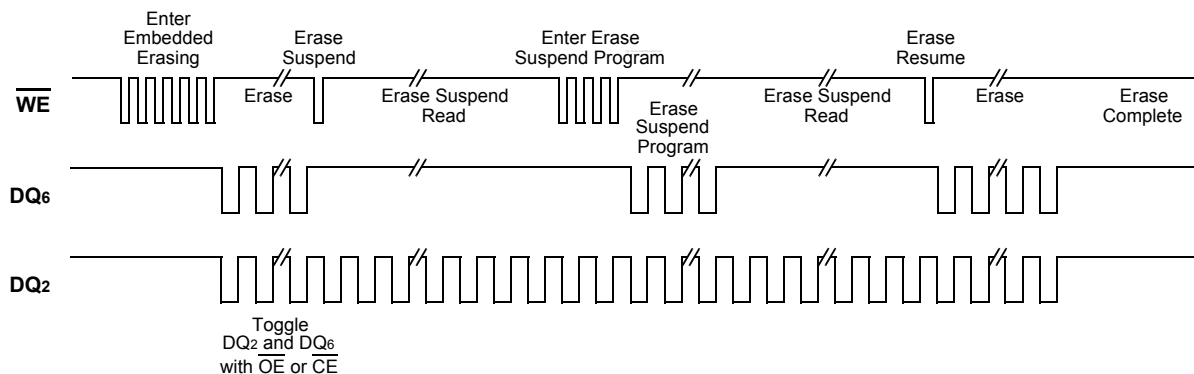 Enter
Embedded
Erasing
Erase
Suspend
Enter Erase
Suspend Program
Erase
Resume
WE
Erase
Erase Suspend
Read
Erase
Suspend
Program
Erase Suspend
Read
Erase
Erase
Complete
DQ6
DQ2
Toggle
DQ2 and DQ6
with OE or CE